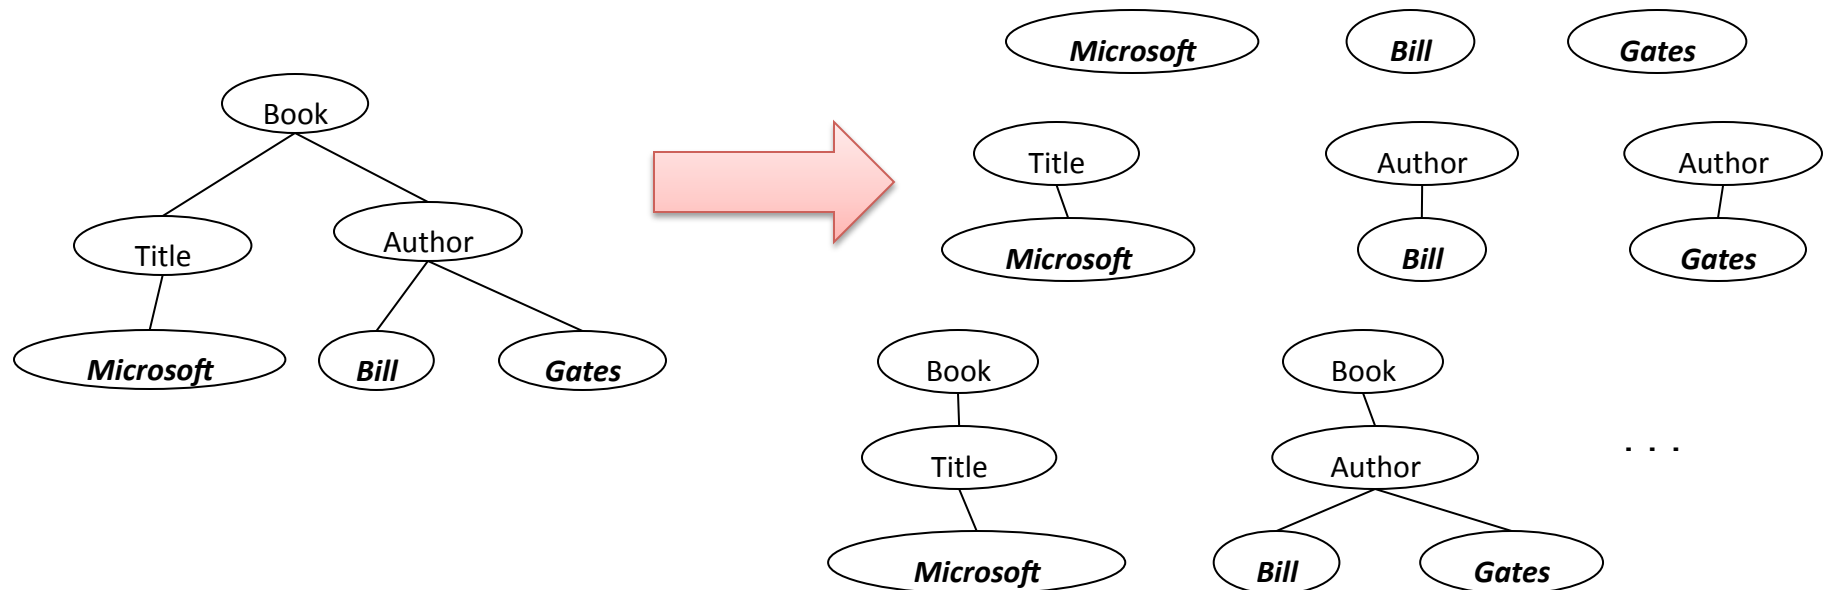 Book
Title
Author
Microsoft
Bill
Gates
Microsoft
Bill
Gates
Title
Author
Author
Microsoft
Bill
Gates
Book
Book
Title
Author
. . .
Microsoft
Bill
Gates